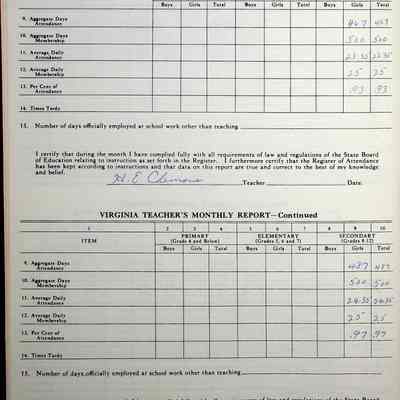 Boys Girls Total Boys Girls Total Boys Girls Total
9. Aggregate Days Attendance 467 467
10. Aggregate Days Membership 500 500
11. Average Daily Attendance 23.35 23.35
12. Average Daily Membership 25 25
13. Per Cent of Attendance .93 .93
14. Times Tardy
15. Number of days officially employed at school work other than teaching
I certify that during the month I have complied fully with all requirements of law and regulations of the State Board
of Education relating to instruction as set forth in the Register. I furthermore certify that the Register of Attendance
has been kept according to instructions and that data on this report are true and correct to the best of my knowledge
and belief.
H. E. Clemons Teacher Date.
VIRGINIA TEACHER'S MONTHLY REPORT—Continued
1 2 3 4 5 6 7 8 9 10
ITEM PRIMARY (Grade 4 and Below) ELEMENTARY (Grades 5, 6 and 7) SECONDARY (Grades 8-12)
Boys Girls Total Boys Girls Total Boys Girls Total
9. Aggregate Days Attendance 487 487
10. Aggregate Days Membership 500 500
11. Average Daily Attendance 24.35 24.35
12. Average Daily Membership 25 25
13. Per Cent of Attendance .97 .97
14. Times Tardy
15. Number of days officially employed at school work other than teaching